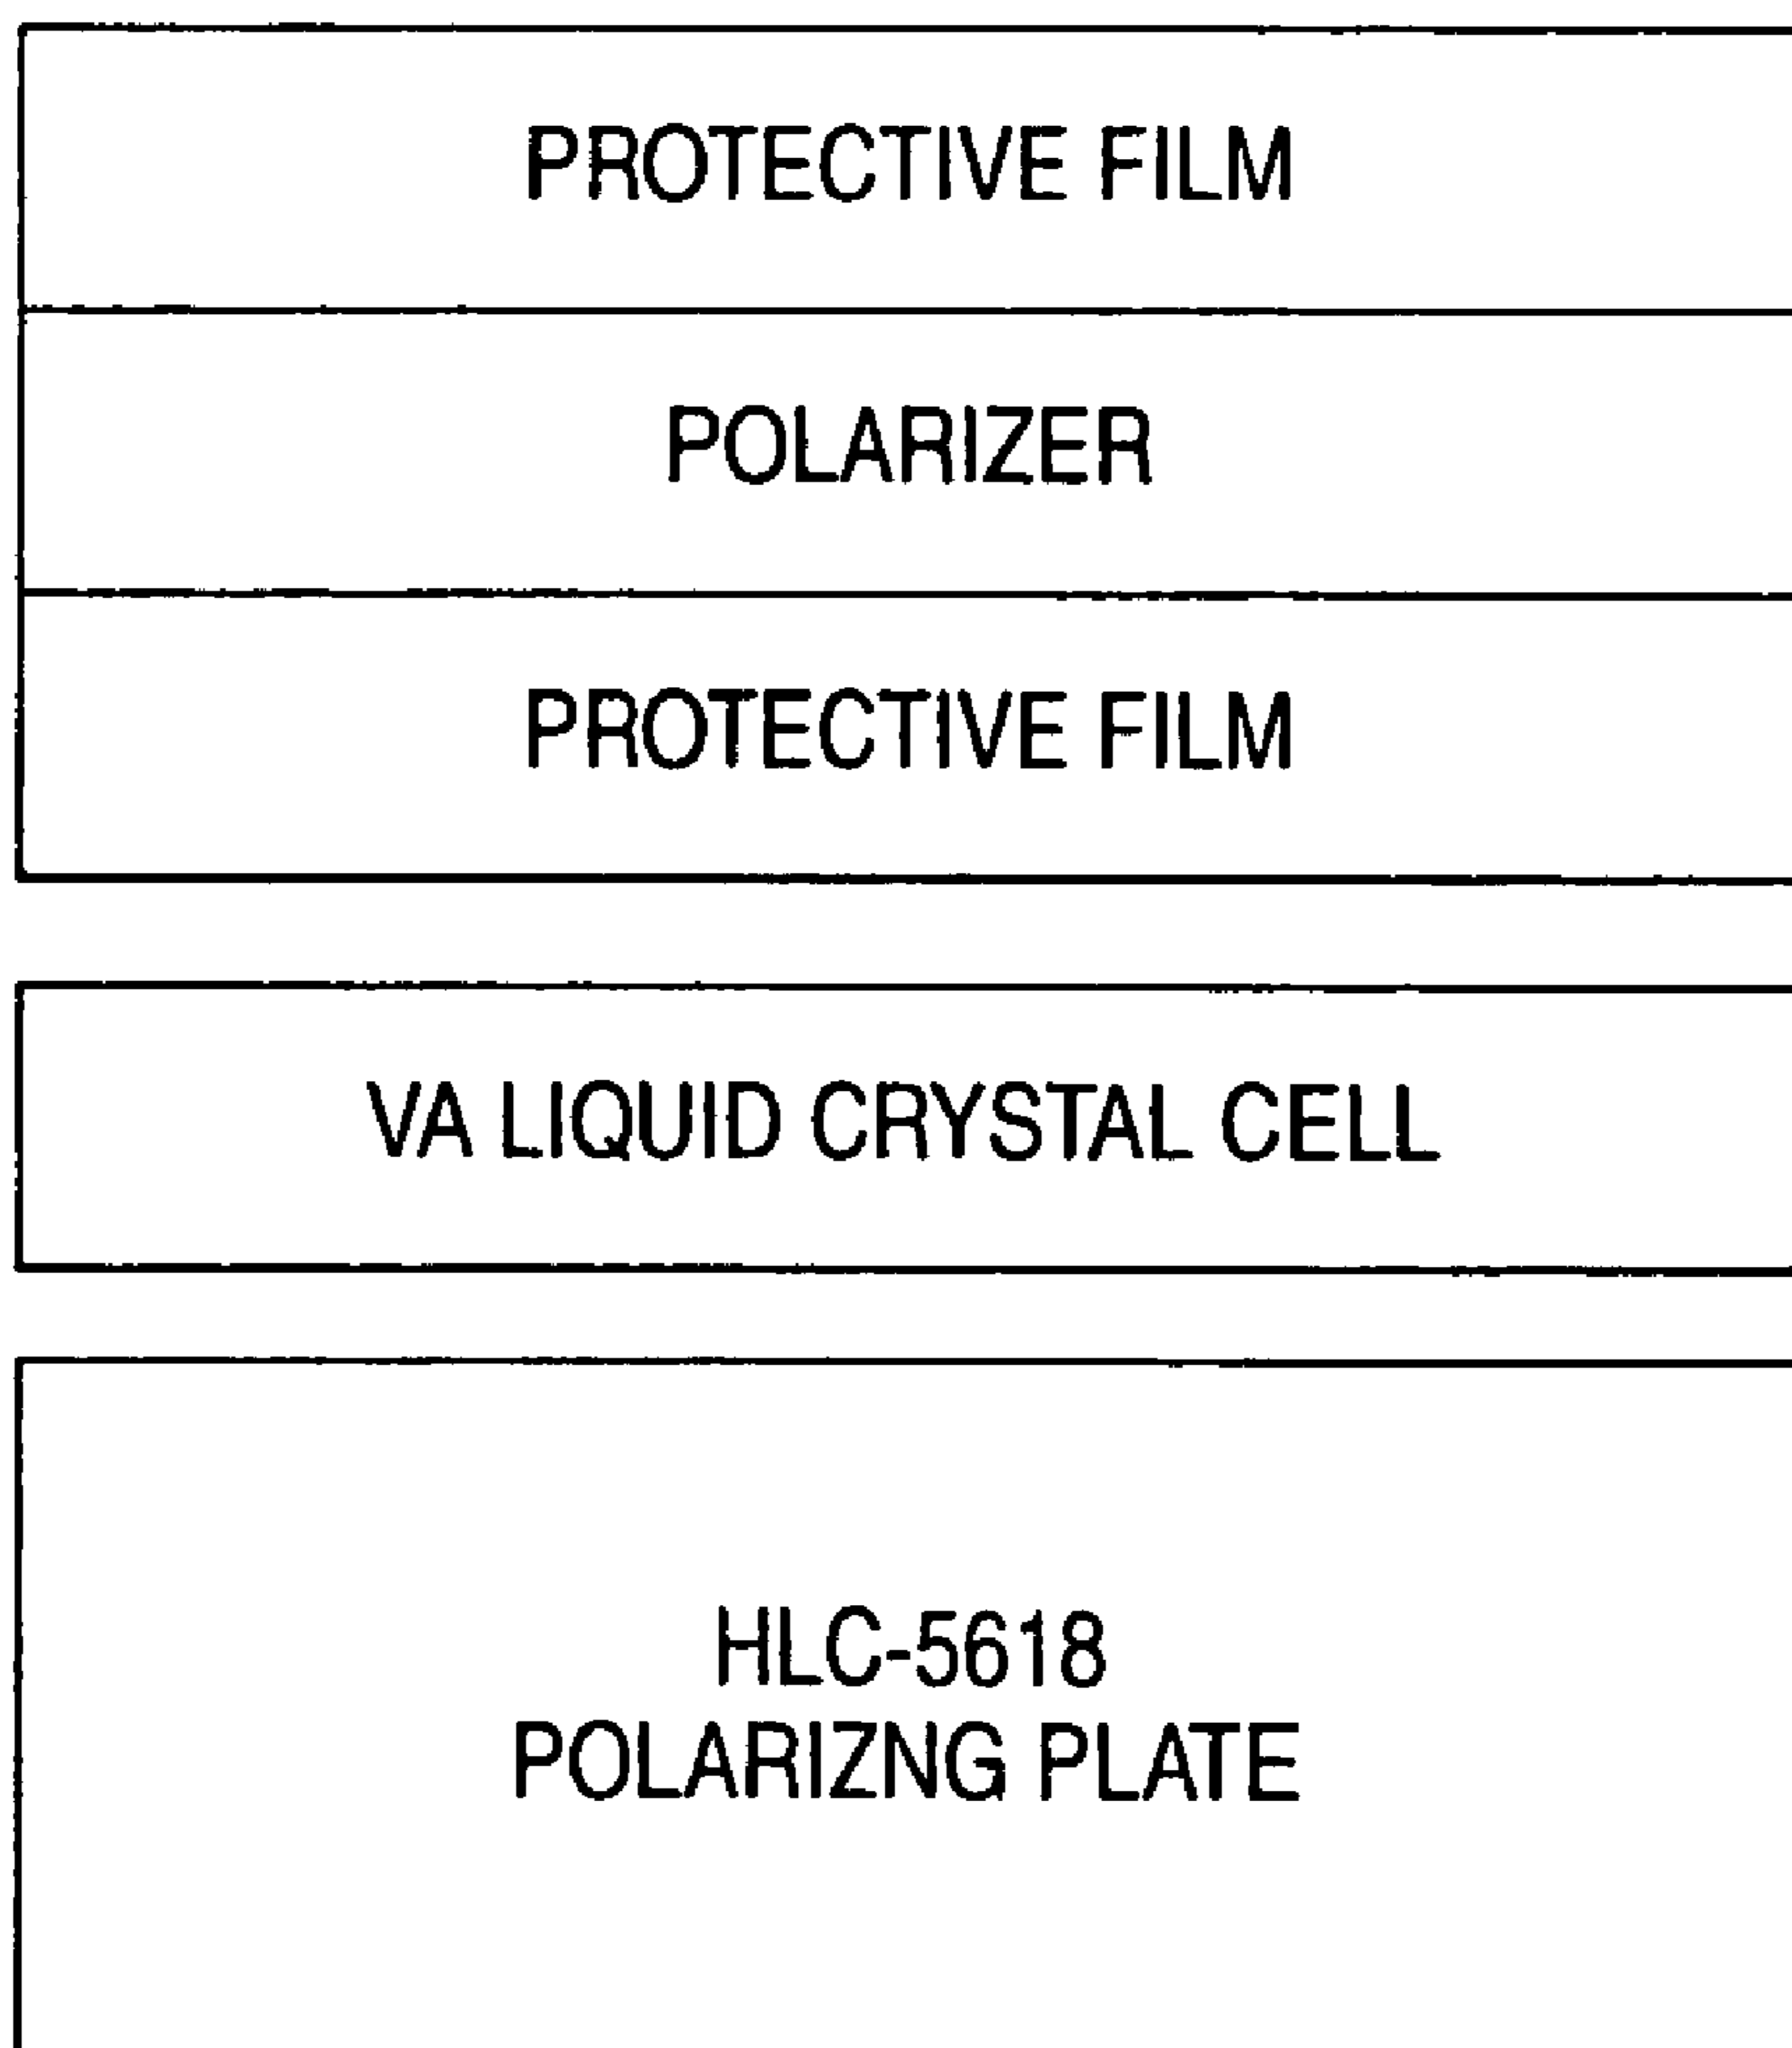 PROTECTIVE FILM
POLARIZER
PROTECTIVE FILM
VA LIQUID CRYSTAL CELL
HLC-5618
POLARIZNG PLATE